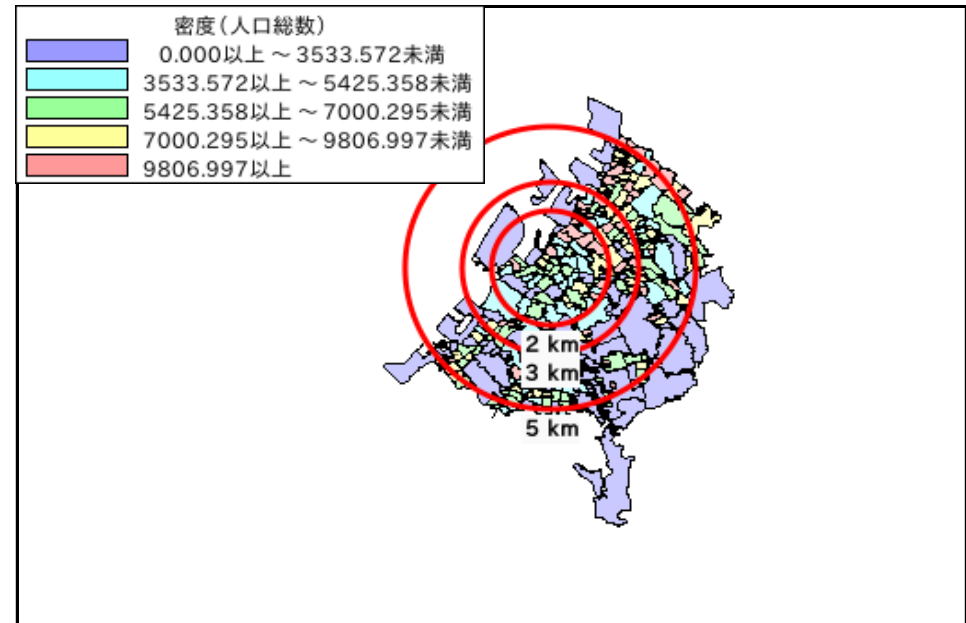 密度(人口総数)
0.000以上 ～ 3533.572未満
3533.572以上 ～ 5425.358未満
5425.358以上 ～ 7000.295未満
7000.295以上 ～ 9806.997未満
9806.997以上
2 km
3 km
5 km